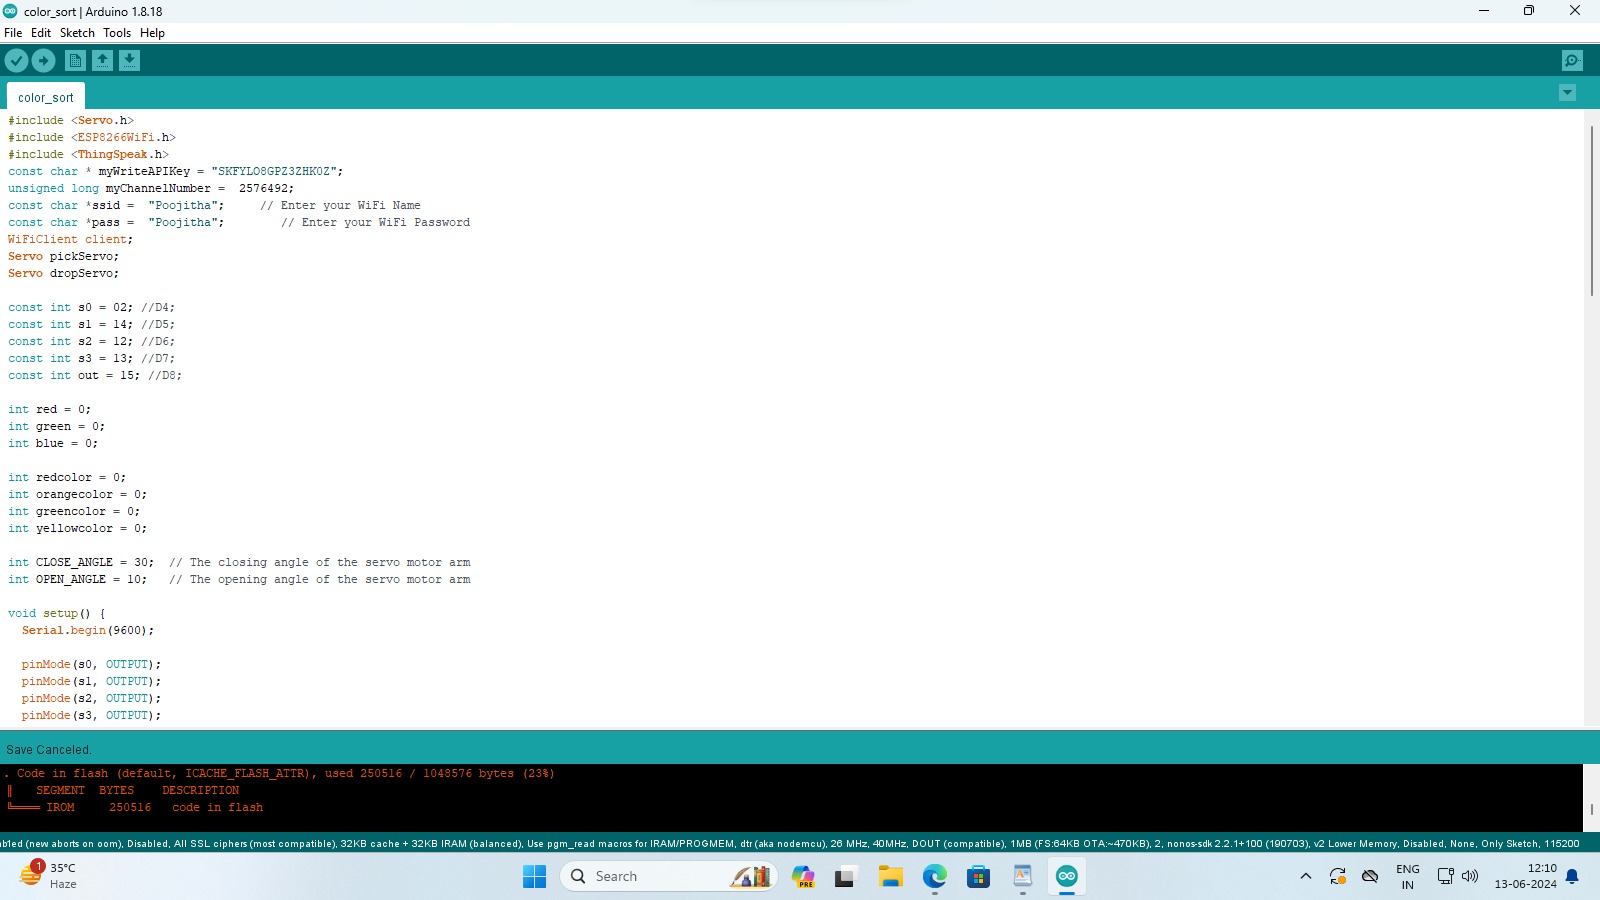 color_sort | Arduino 1.8.18
File Edit Sketch Tools Help
color_sort
#include <Servo.h>
#include <ESP8266WiFi.h>
#include <ThingSpeak.h>
const char * myWriteAPIKey = "SKFYLO8GPZ3ZHK0Z";
unsigned long myChannelNumber =  2576492;
const char *ssid =  "Poojitha";     // Enter your WiFi Name
const char *pass =  "Poojitha";        // Enter your WiFi Password
WiFiClient client;
Servo pickServo;
Servo dropServo;
const int s0 = 02; //D4;
const int s1 = 14; //D5;
const int s2 = 12; //D6;
const int s3 = 13; //D7;
const int out = 15; //D8;
int red = 0;
int green = 0;
int blue = 0;
int redcolor = 0;
int orangecolor = 0;
int greencolor = 0;
int yellowcolor = 0;
int CLOSE_ANGLE = 30;  // The closing angle of the servo motor arm
int OPEN_ANGLE = 10;   // The opening angle of the servo motor arm
void setup() {
  Serial.begin(9600);
  pinMode(s0, OUTPUT);
  pinMode(s1, OUTPUT);
  pinMode(s2, OUTPUT);
  pinMode(s3, OUTPUT);
Save Canceled.
. Code in flash (default, ICACHE_FLASH_ATTR), used 250516 / 1048576 bytes (23%)
║   SEGMENT  BYTES    DESCRIPTION
╚════ IROM     250516   code in flash
bled (new aborts on oom), Disabled, All SSL ciphers (most compatible), 32KB cache + 32KB IRAM (balanced), Use pgm_read macros for IRAM/PROGMEM, dtr (aka nodemcu), 26 MHz, 40MHz, DOUT (compatible), 1MB (FS:64KB OTA:~470KB), 2, nonos-sdk 2.2.1+100 (190703), v2 Lower Memory, Disabled, None, Only Sketch, 115200
1
35°C
Haze
Search
PRE
ENG
IN
12:10
13-06-2024